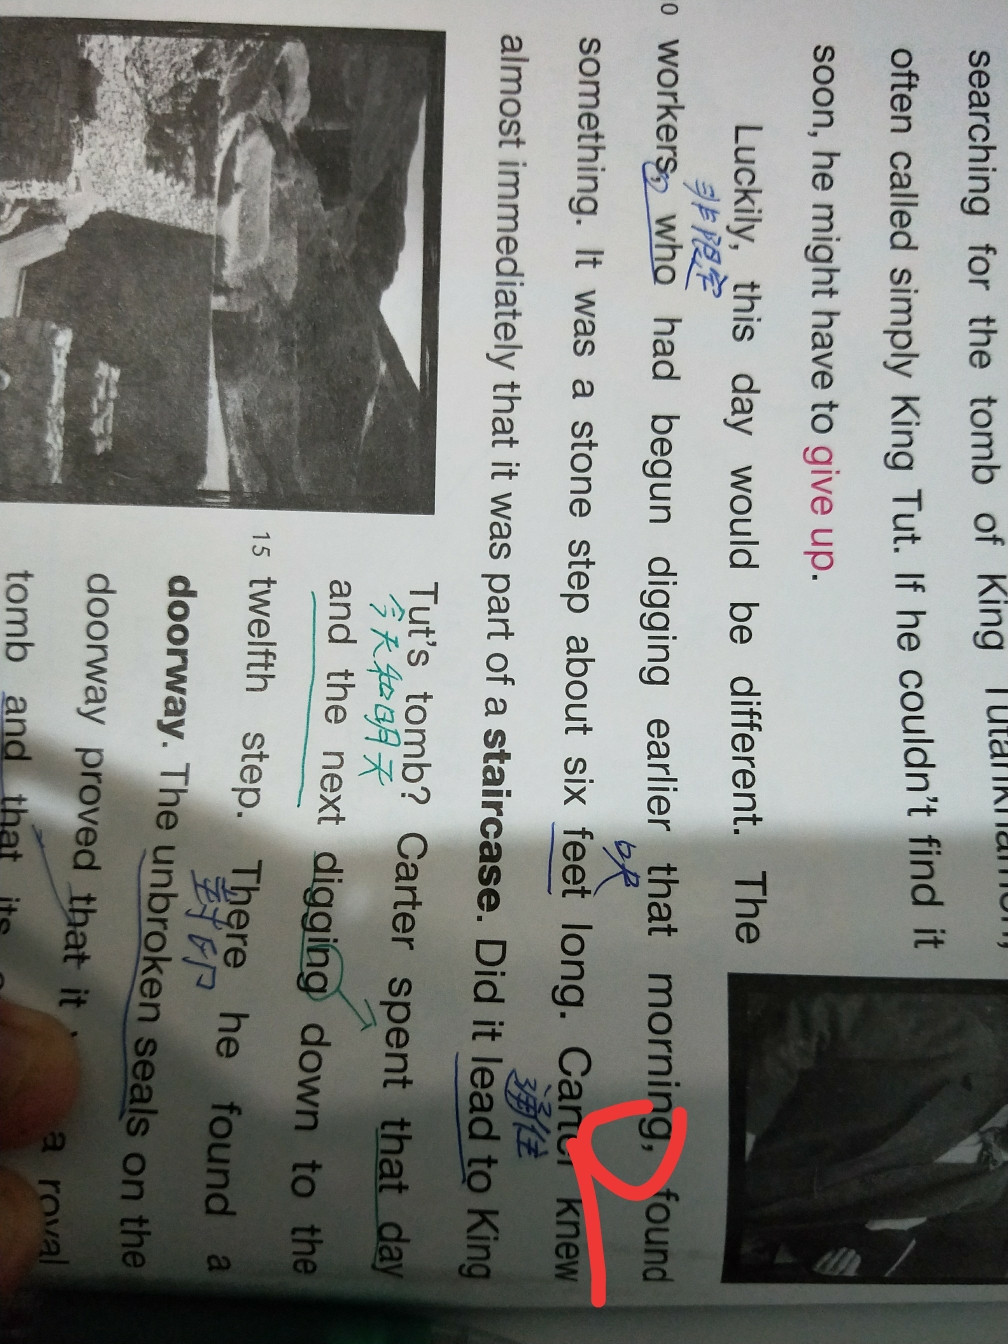 searching for the tomb of King
often called simply King Tut. If he couldn't find it
soon, he might have to give up.
Luckily, this day would be different. The
非限定
workers, who had begun digging earlier that morning, found
吹
something. It was a stone step about six feet long. Carter knew
almost immediately that it was part of a staircase. Did it lead to King
通往
Tut's tomb? Carter spent that day
今天和明天
and the next digging down to the
15 twelfth step. There he found a
封印
doorway. The unbroken seals on the
doorway proved that it
a royal
tomb and that its